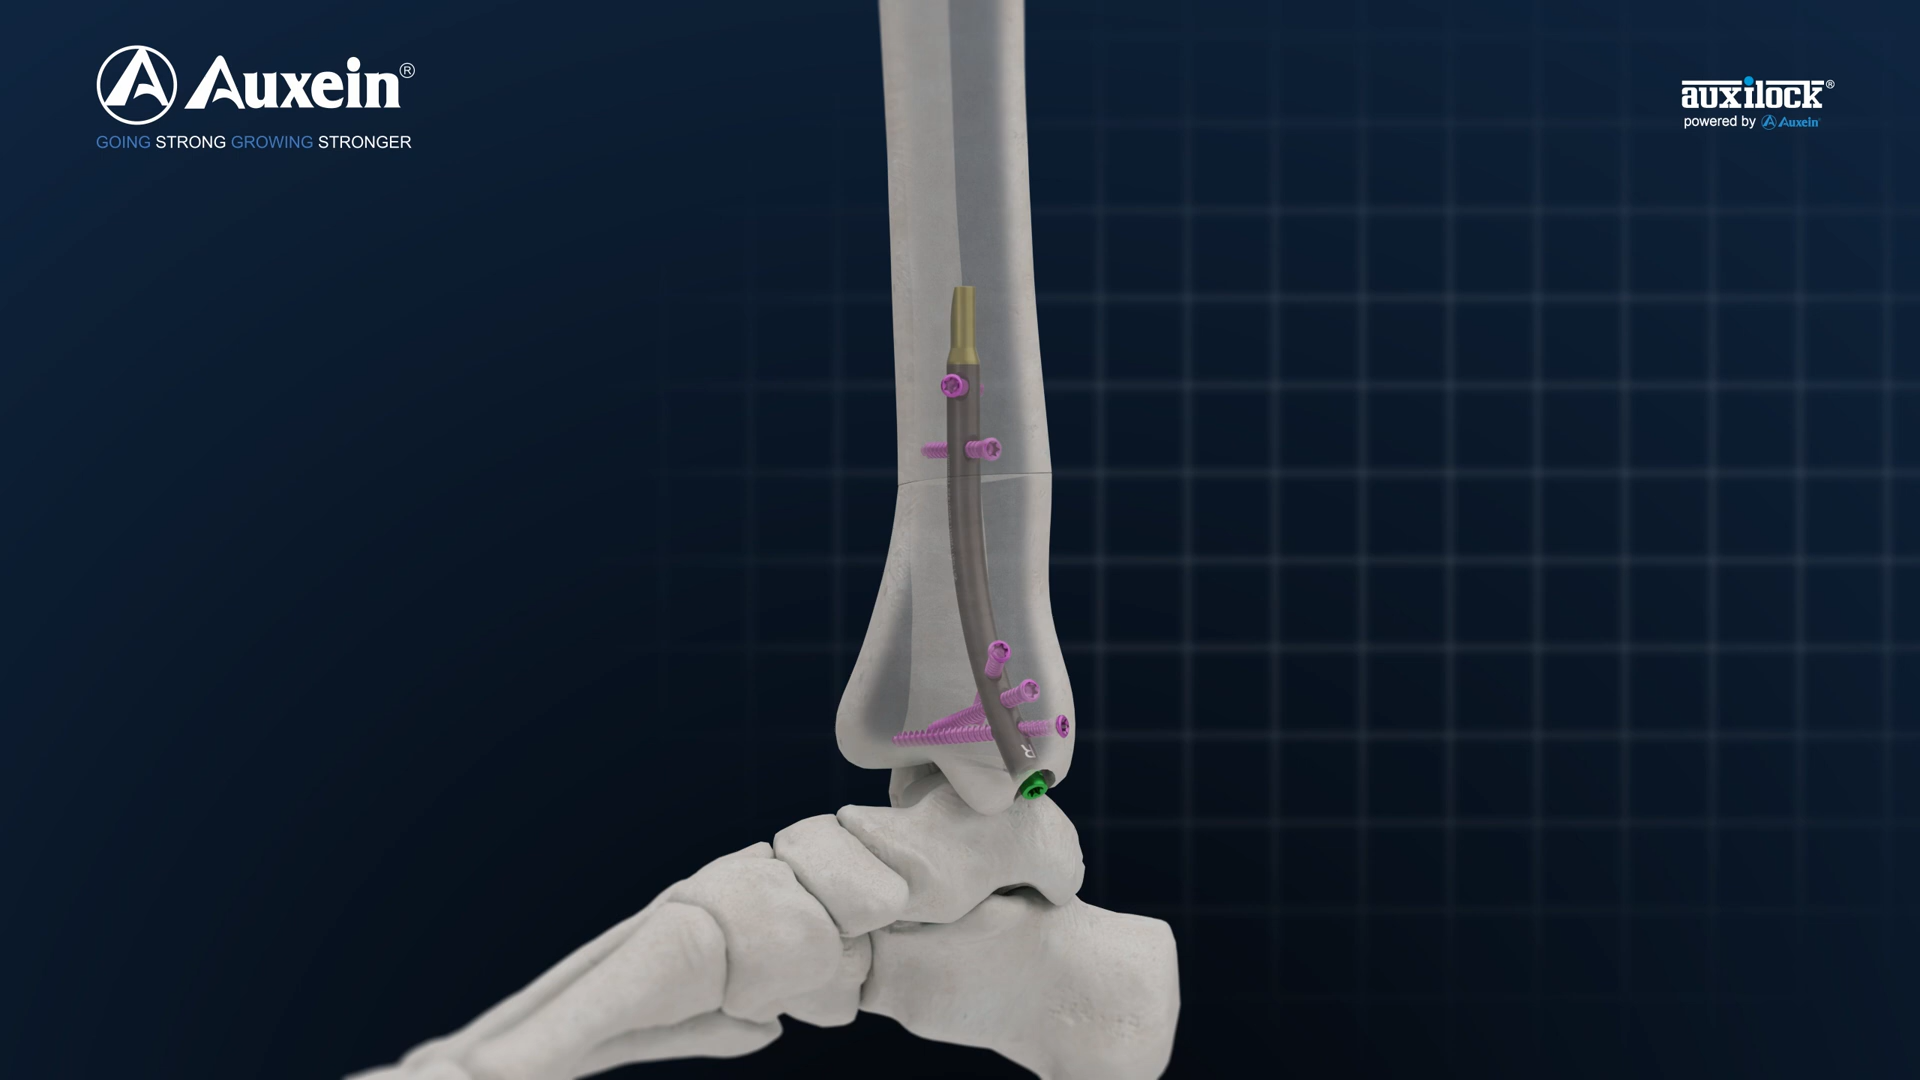 Auxein®
GOING STRONG GROWING STRONGER
auxilock®
powered by Auxein
R